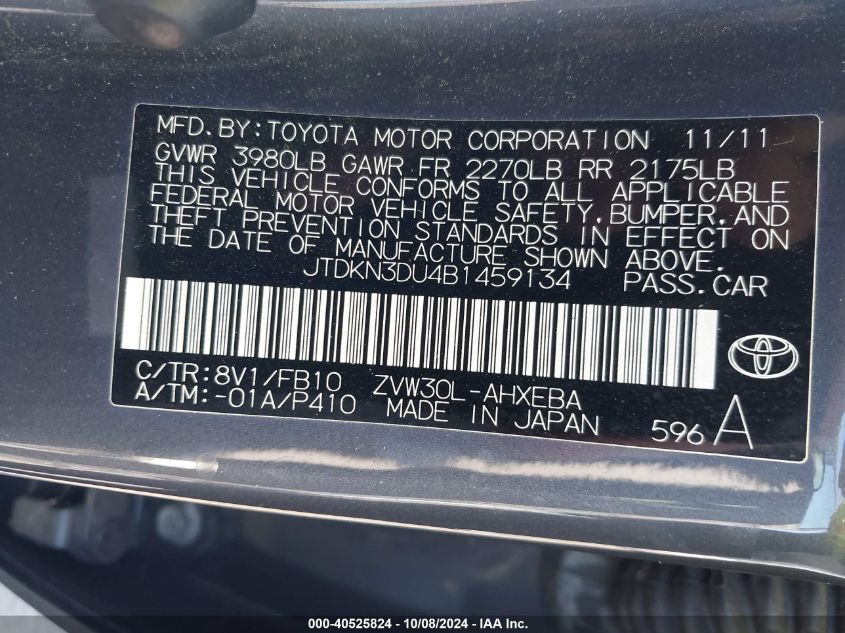 MFD.BY:TOYOTA MOTOR CORPORATION 11/11
GVWR 3980LB GAWR FR 2270LB RR 2175LB
THIS VEHICLE CONFORMS TO ALL APPLICABLE
FEDERAL MOTOR VEHICLE SAFETY,BUMPER,AND
THEFT PREVENTION STANDARDS IN EFFECT ON
THE DATE OF MANUFACTURE SHOWN ABOVE.
JTDKN3DU4B1459134 PASS.CAR
C/TR:8V1/FB10 ZVW30L-AHXEBA
A/TM:-01A/P410 MADE IN JAPAN 596 A
000-40525824 - 10/08/2024 - IAA Inc.